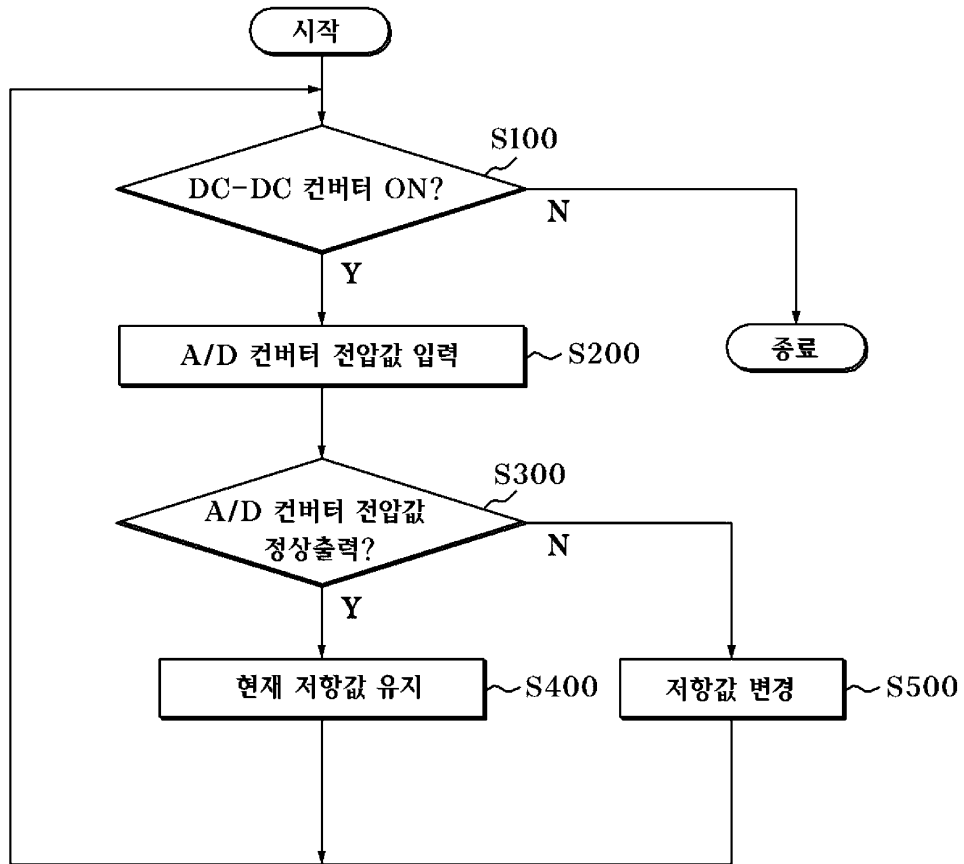 시작
S100
DC-DC 컨버터 ON?
N
Y
A/D 컨버터 전압값 입력
S200
종료
S300
A/D 컨버터 전압값
정상출력?
N
Y
현재 저항값 유지
S400
저항값 변경
S500